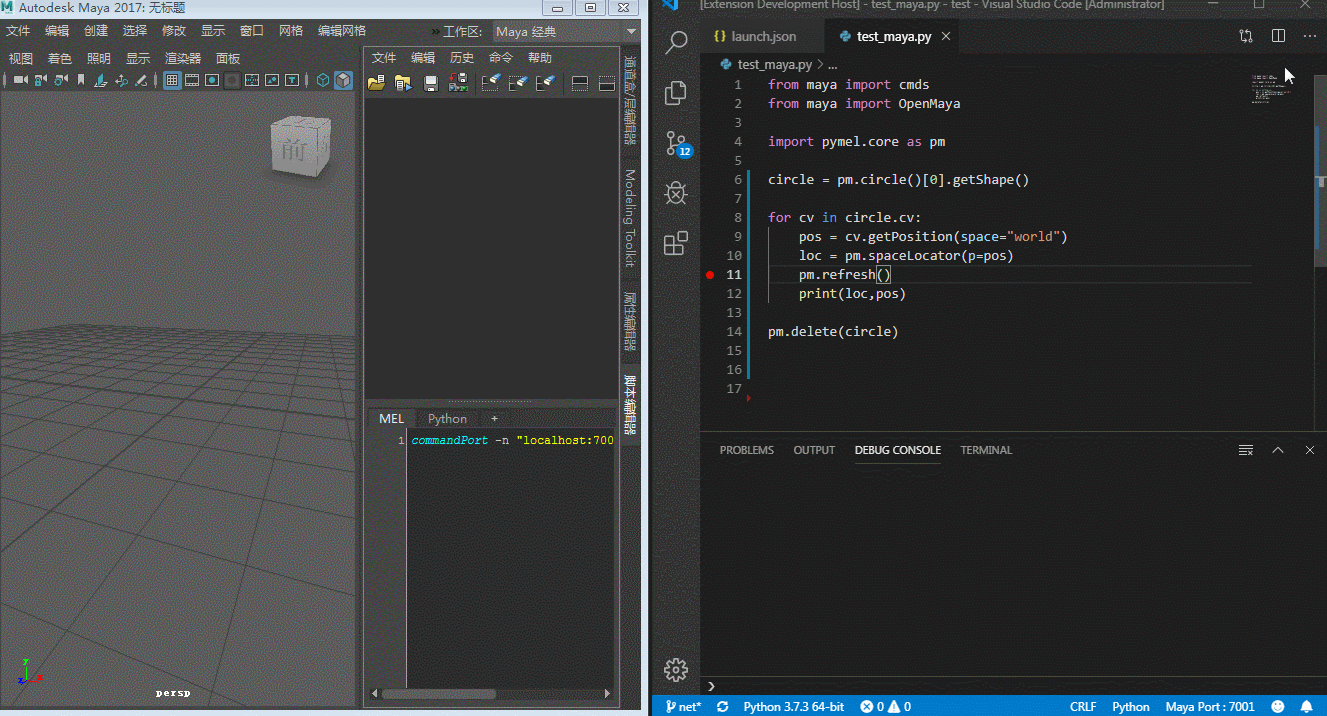 Autodesk Maya 2017: 无标题
文件 编辑 创建 选择 修改 显示 窗口 网格 编辑网格 » 工作区: Maya 经典
视图 着色 照明 显示 渲染器 面板
前
persp
y
z
x
文件 编辑 历史 命令 帮助
MEL Python +
1 commandPort -n "localhost:700
通道盒/层编辑器
Modeling Toolkit
属性编辑器
脚本编辑器
[Extension Development Host] - test_maya.py - test - Visual Studio Code [Administrator]
{} launch.json test_maya.py
test_maya.py > ...
12
1 from maya import cmds
2 from maya import OpenMaya
3
4 import pymel.core as pm
5
6 circle = pm.circle()[0].getShape()
7
8 for cv in circle.cv:
9 pos = cv.getPosition(space="world")
10 loc = pm.spaceLocator(p=pos)
11 pm.refresh()
12 print(loc,pos)
13
14 pm.delete(circle)
15
16
17
PROBLEMS OUTPUT DEBUG CONSOLE TERMINAL
net* Python 3.7.3 64-bit 0 0 CRLF Python Maya Port : 7001